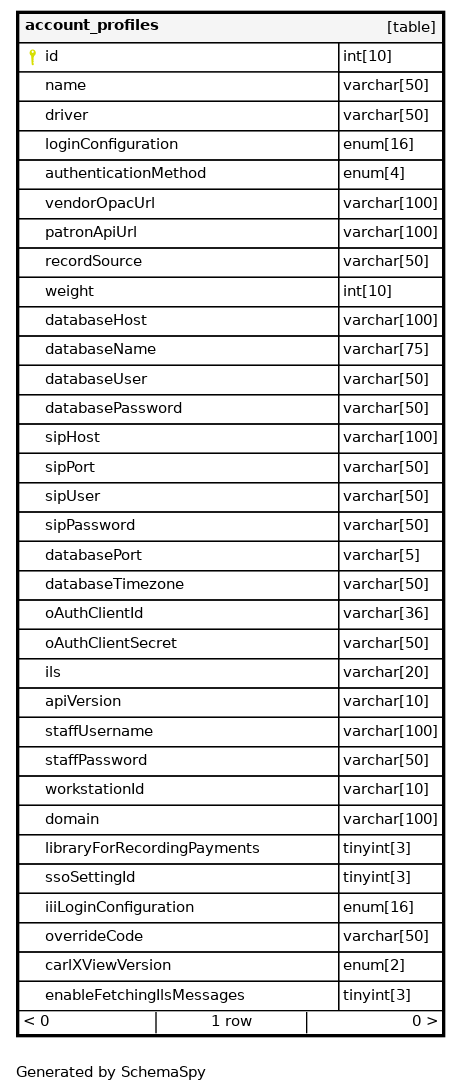 account_profiles [table]
id int[10]
name varchar[50]
driver varchar[50]
loginConfiguration enum[16]
authenticationMethod enum[4]
vendorOpacUrl varchar[100]
patronApiUrl varchar[100]
recordSource varchar[50]
weight int[10]
databaseHost varchar[100]
databaseName varchar[75]
databaseUser varchar[50]
databasePassword varchar[50]
sipHost varchar[100]
sipPort varchar[50]
sipUser varchar[50]
sipPassword varchar[50]
databasePort varchar[5]
databaseTimezone varchar[50]
oAuthClientId varchar[36]
oAuthClientSecret varchar[50]
ils varchar[20]
apiVersion varchar[10]
staffUsername varchar[100]
staffPassword varchar[50]
workstationId varchar[10]
domain varchar[100]
libraryForRecordingPayments tinyint[3]
ssoSettingId tinyint[3]
iiiLoginConfiguration enum[16]
overrideCode varchar[50]
carlXViewVersion enum[2]
enableFetchingIlsMessages tinyint[3]
< 0 1 row 0 >
Generated by SchemaSpy